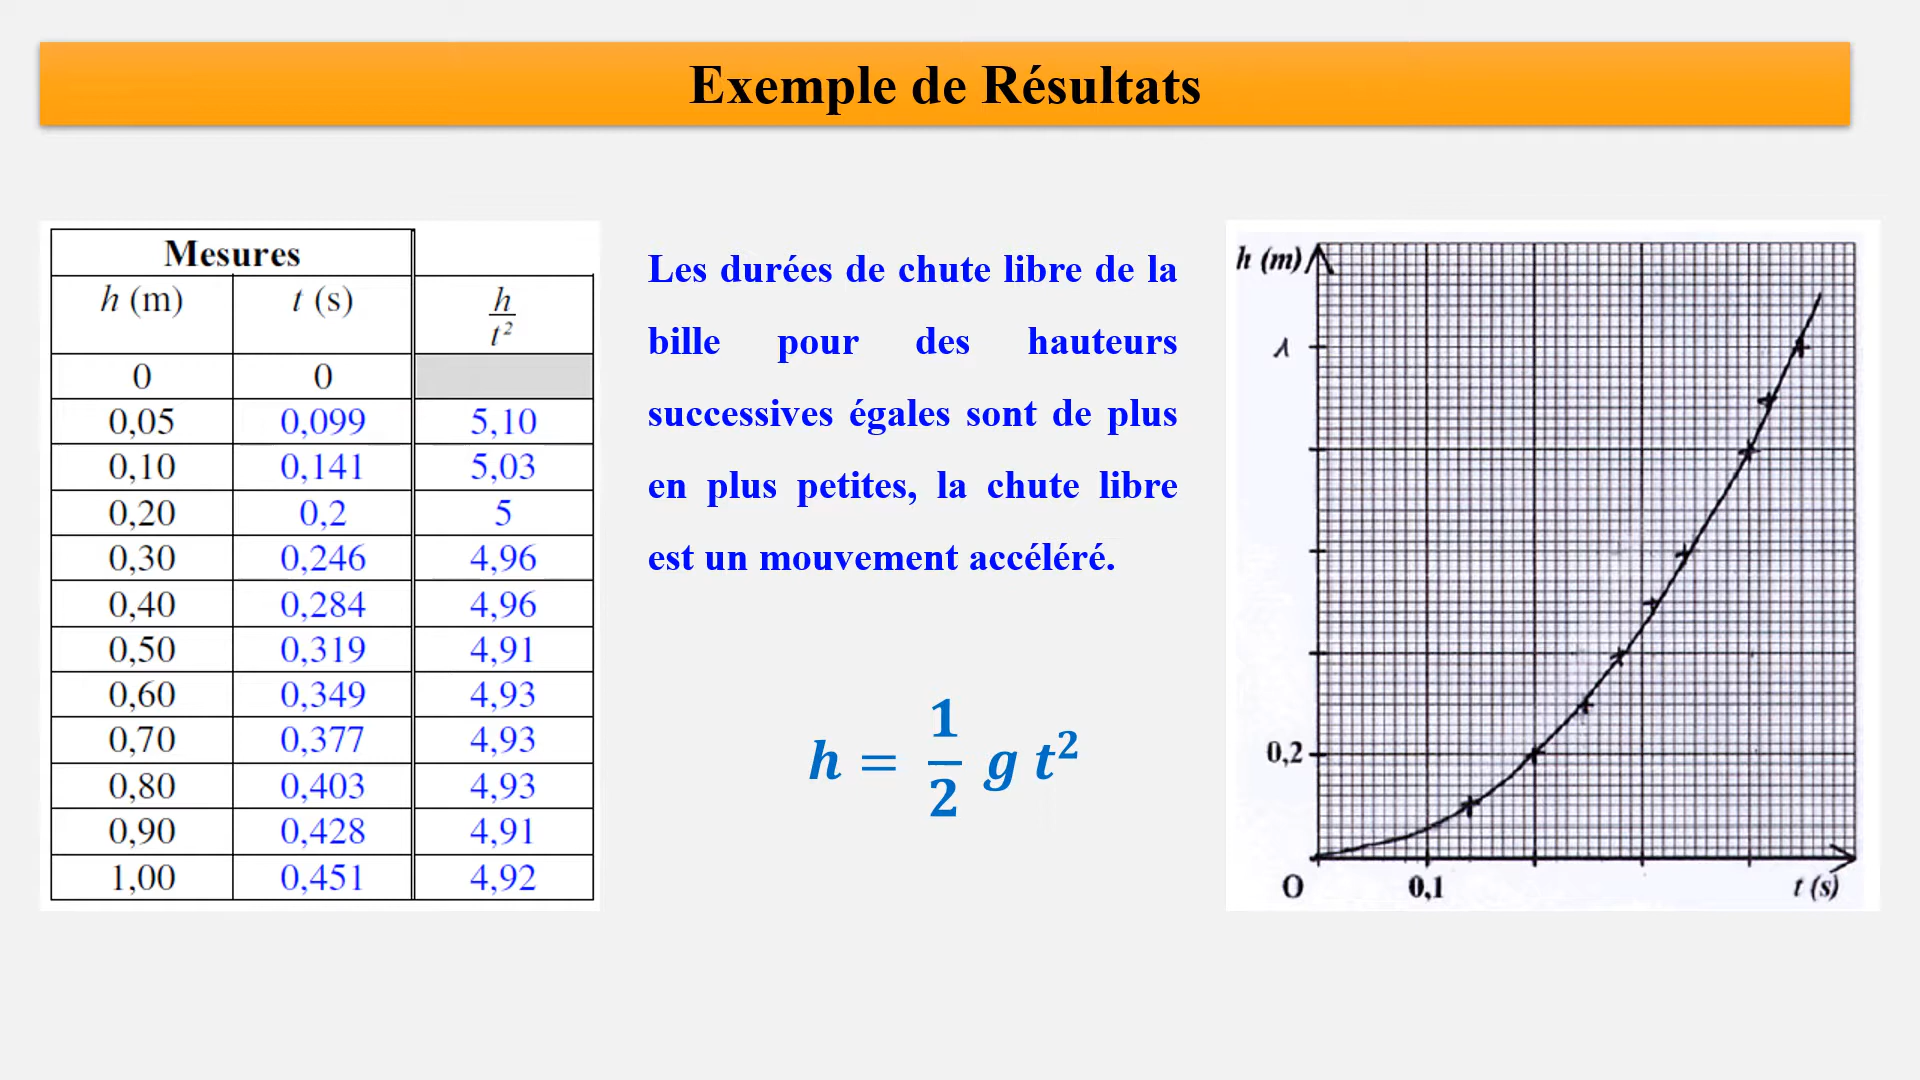 Exemple de Résultats
Mesures
h (m) t (s) h/t²
0 0
0,05 0,099 5,10
0,10 0,141 5,03
0,20 0,2 5
0,30 0,246 4,96
0,40 0,284 4,96
0,50 0,319 4,91
0,60 0,349 4,93
0,70 0,377 4,93
0,80 0,403 4,93
0,90 0,428 4,91
1,00 0,451 4,92
Les durées de chute libre de la
bille pour des hauteurs
successives égales sont de plus
en plus petites, la chute libre
est un mouvement accéléré.
h = 1/2 g t²
h (m)
1
0,2
O 0,1 t (s)